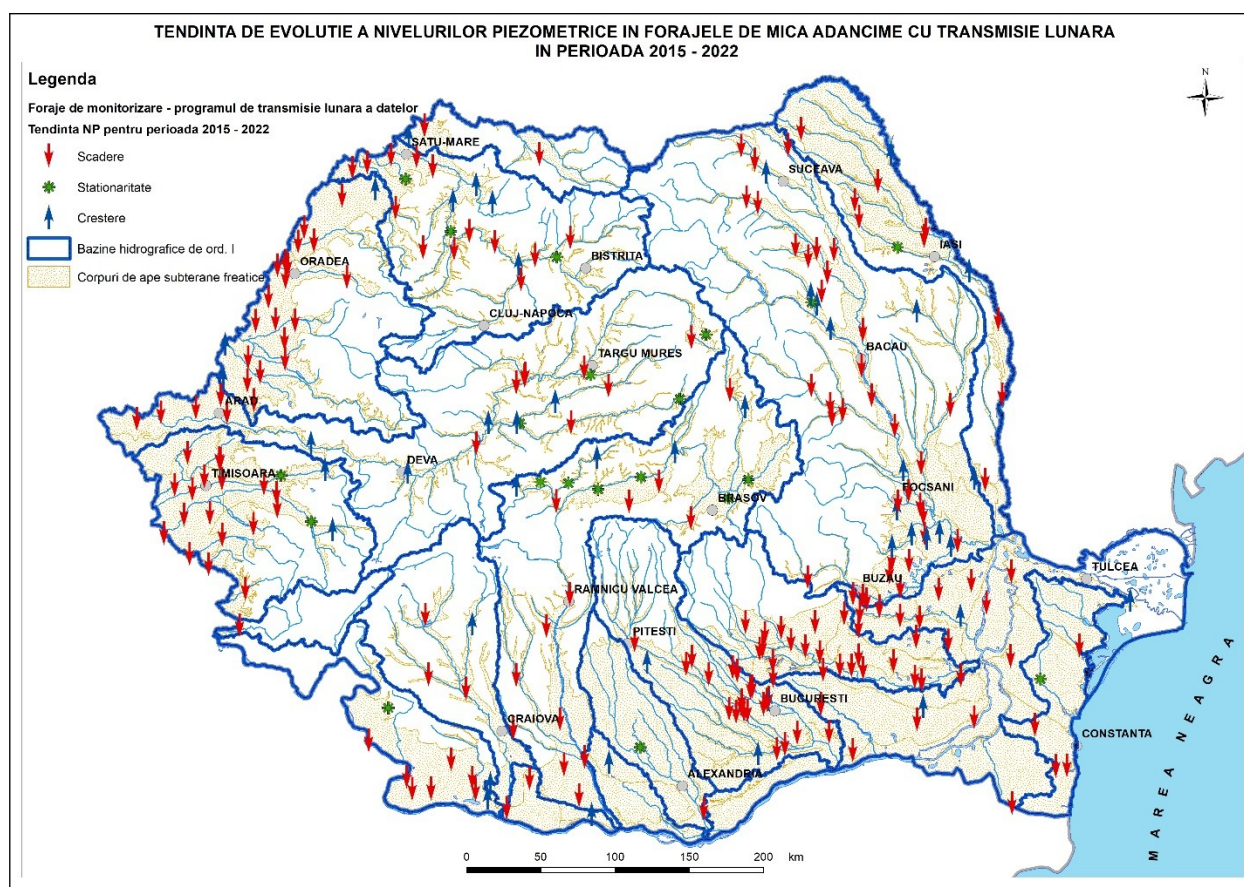 TENDINTA DE EVOLUTIE A NIVELURILOR PIEZOMETRICE IN FORAJELE DE MICA ADANCIME CU TRANSMISIE LUNARA
IN PERIOADA 2015 - 2022
Legenda
Foraje de monitorizare - programul de transmisie lunara a datelor
Tendinta NP pentru perioada 2015 - 2022
Scadere
Stationaritate
Crestere
Bazine hidrografice de ord. I
Corpuri de ape subterane freatice
N
SATU-MARE
SUCEAVA
IASI
ORADEA
BISTRITA
CLUJ-NAPOCA
TARGU MURES
BACAU
ARAD
TIMISOARA
DEVA
FOCSANI
BRASOV
TULCEA
BUZAU
RAMNICU VALCEA
PITESTI
BUCURESTI
CRAIOVA
CONSTANTA
ALEXANDRIA
MAREA NEAGRA
0 50 100 150 200 km